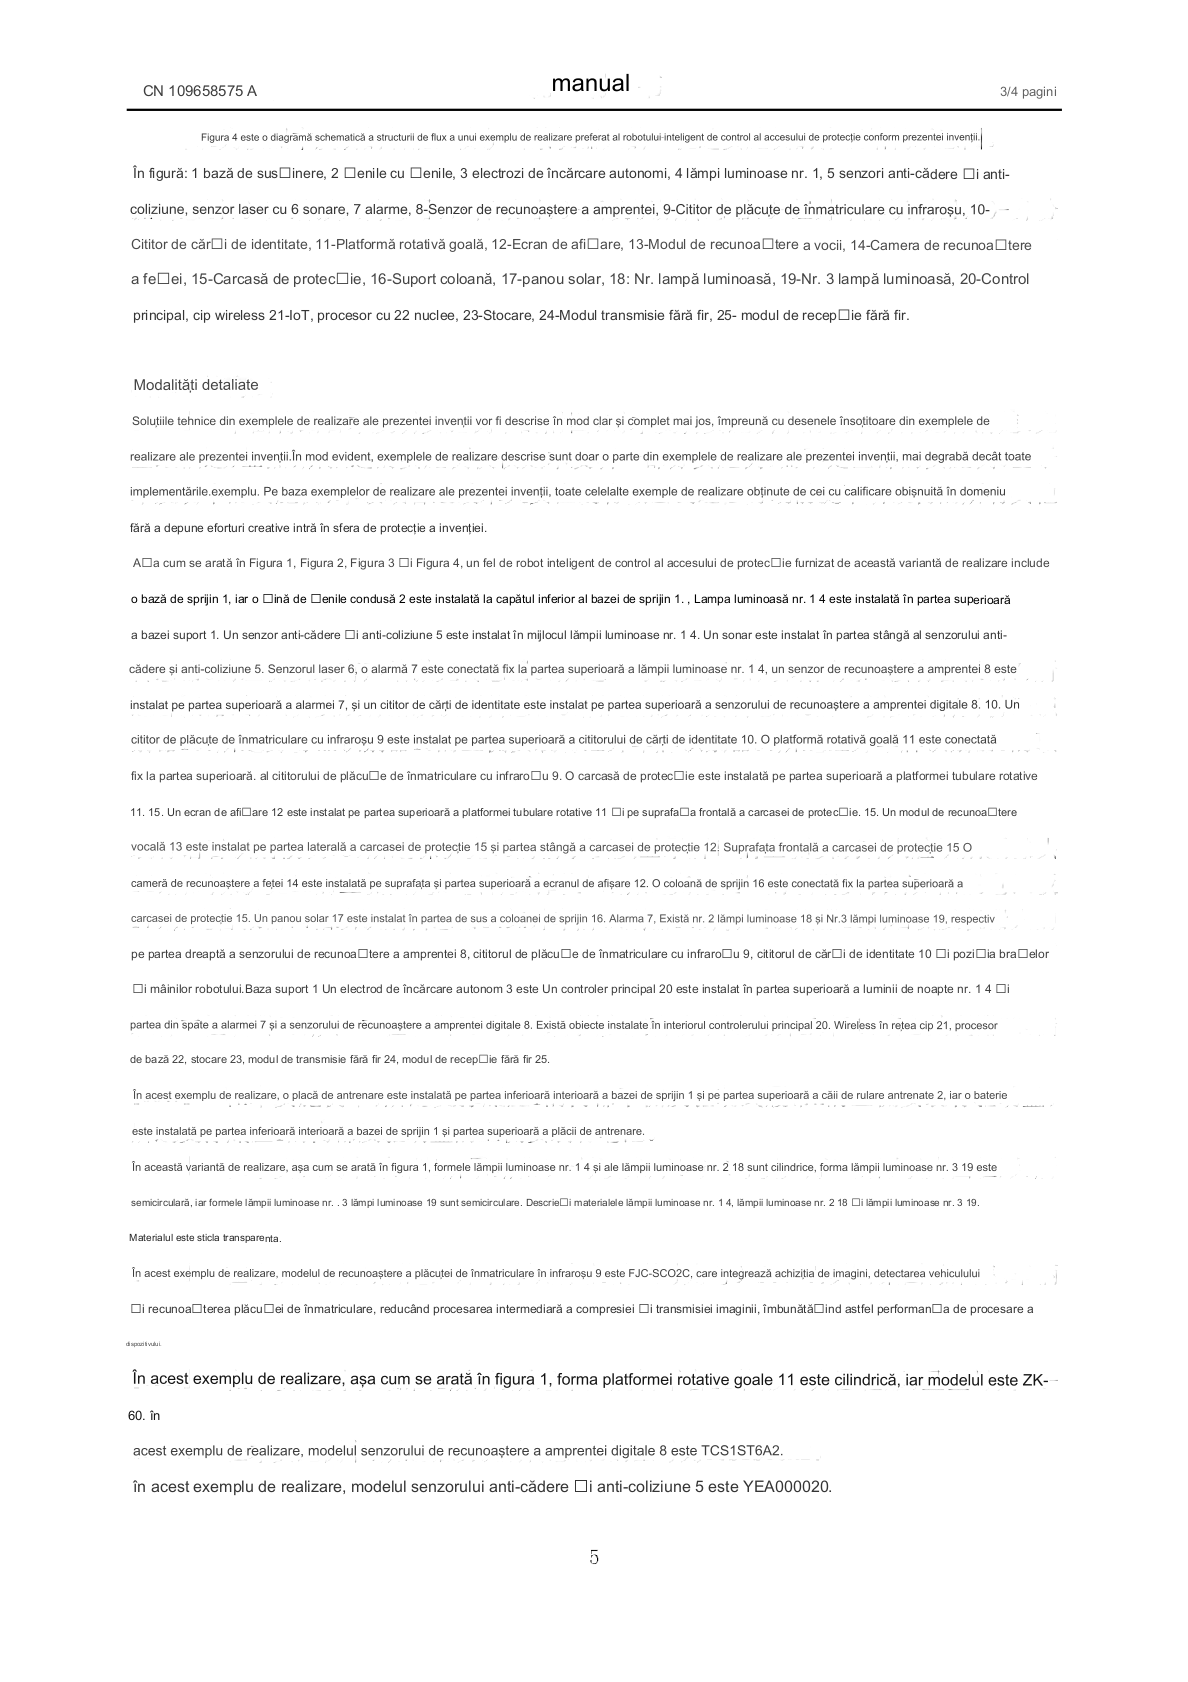 CN 109658575 A
manual
3/4 pagini
Figura 4 este o diagramă schematică a structurii de flux a unui exemplu de realizare preferat al robotului inteligent de control al accesului de protecție conform prezentei invenții.
În figură: 1 bază de sus□inere, 2 □enile cu □enile, 3 electrozi de încărcare autonomi, 4 lămpi luminoase nr. 1, 5 senzori anti-cădere □i anti-
coliziune, senzor laser cu 6 sonare, 7 alarme, 8-Senzor de recunoaștere a amprentei, 9-Cititor de plăcuțe de înmatriculare cu infraroșu, 10-
Cititor de căr□i de identitate, 11-Platformă rotativă goală, 12-Ecran de afi□are, 13-Modul de recunoa□tere a vocii, 14-Camera de recunoa□tere
a fe□ei, 15-Carcasă de protec□ie, 16-Suport coloană, 17-panou solar, 18: Nr. lampă luminoasă, 19-Nr. 3 lampă luminoasă, 20-Control
principal, cip wireless 21-IoT, procesor cu 22 nuclee, 23-Stocare, 24-Modul transmisie fără fir, 25- modul de recep□ie fără fir.
Modalități detaliate
Soluțiile tehnice din exemplele de realizare ale prezentei invenții vor fi descrise în mod clar și complet mai jos, împreună cu desenele însoțitoare din exemplele de
realizare ale prezentei invenții.În mod evident, exemplele de realizare descrise sunt doar o parte din exemplele de realizare ale prezentei invenții, mai degrabă decât toate
implementările.exemplu. Pe baza exemplelor de realizare ale prezentei invenții, toate celelalte exemple de realizare obținute de cei cu calificare obișnuită în domeniu
fără a depune eforturi creative intră în sfera de protecție a invenției.
A□a cum se arată în Figura 1, Figura 2, Figura 3 □i Figura 4, un fel de robot inteligent de control al accesului de protec□ie furnizat de această variantă de realizare include
o bază de sprijin 1, iar o □ină de □enile condusă 2 este instalată la capătul inferior al bazei de sprijin 1. , Lampa luminoasă nr. 1 4 este instalată în partea superioară
a bazei suport 1. Un senzor anti-cădere □i anti-coliziune 5 este instalat în mijlocul lămpii luminoase nr. 1 4. Un sonar este instalat în partea stângă al senzorului anti-
cădere și anti-coliziune 5. Senzorul laser 6, o alarmă 7 este conectată fix la partea superioară a lămpii luminoase nr. 1 4, un senzor de recunoaștere a amprentei 8 este
instalat pe partea superioară a alarmei 7, și un cititor de cărți de identitate este instalat pe partea superioară a senzorului de recunoaștere a amprentei digitale 8. 10. Un
cititor de plăcuțe de înmatriculare cu infraroșu 9 este instalat pe partea superioară a cititorului de cărți de identitate 10. O platformă rotativă goală 11 este conectată
fix la partea superioară. al cititorului de plăcu□e de înmatriculare cu infraro□u 9. O carcasă de protec□ie este instalată pe partea superioară a platformei tubulare rotative
11. 15. Un ecran de afi□are 12 este instalat pe partea superioară a platformei tubulare rotative 11 □i pe suprafa□a frontală a carcasei de protec□ie. 15. Un modul de recunoa□tere
vocală 13 este instalat pe partea laterală a carcasei de protecție 15 și partea stângă a carcasei de protecție 12. Suprafața frontală a carcasei de protecție 15 O
cameră de recunoaștere a feței 14 este instalată pe suprafața și partea superioară a ecranul de afișare 12. O coloană de sprijin 16 este conectată fix la partea superioară a
carcasei de protecție 15. Un panou solar 17 este instalat în partea de sus a coloanei de sprijin 16. Alarma 7, Există nr. 2 lămpi luminoase 18 și Nr.3 lămpi luminoase 19, respectiv
pe partea dreaptă a senzorului de recunoa□tere a amprentei 8, cititorul de plăcu□e de înmatriculare cu infraro□u 9, cititorul de căr□i de identitate 10 □i pozi□ia bra□elor
□i mâinilor robotului.Baza suport 1 Un electrod de încărcare autonom 3 este Un controler principal 20 este instalat în partea superioară a luminii de noapte nr. 1 4 □i
partea din spate a alarmei 7 și a senzorului de recunoaștere a amprentei digitale 8. Există obiecte instalate în interiorul controlerului principal 20. Wireless în rețea cip 21, procesor
de bază 22, stocare 23, modul de transmisie fără fir 24, modul de recep□ie fără fir 25.
În acest exemplu de realizare, o placă de antrenare este instalată pe partea inferioară interioară a bazei de sprijin 1 și pe partea superioară a căii de rulare antrenate 2, iar o baterie
este instalată pe partea inferioară interioară a bazei de sprijin 1 și partea superioară a plăcii de antrenare.
În această variantă de realizare, așa cum se arată în figura 1, formele lămpii luminoase nr. 1 4 și ale lămpii luminoase nr. 2 18 sunt cilindrice, forma lămpii luminoase nr. 3 19 este
semicirculară, iar formele lămpii luminoase nr. . 3 lămpi luminoase 19 sunt semicirculare. Descrie□i materialele lămpii luminoase nr. 1 4, lămpii luminoase nr. 2 18 □i lămpii luminoase nr. 3 19.
Materialul este sticla transparenta.
În acest exemplu de realizare, modelul de recunoaștere a plăcuței de înmatriculare în infraroșu 9 este FJC-SCO2C, care integrează achiziția de imagini, detectarea vehiculului
□i recunoa□terea plăcu□ei de înmatriculare, reducând procesarea intermediară a compresiei □i transmisiei imaginii, îmbunătă□ind astfel performan□a de procesare a
dispozitivului.
În acest exemplu de realizare, așa cum se arată în figura 1, forma platformei rotative goale 11 este cilindrică, iar modelul este ZK-
60. în
acest exemplu de realizare, modelul senzorului de recunoaștere a amprentei digitale 8 este TCS1ST6A2.
în acest exemplu de realizare, modelul senzorului anti-cădere □i anti-coliziune 5 este YEA000020.
5